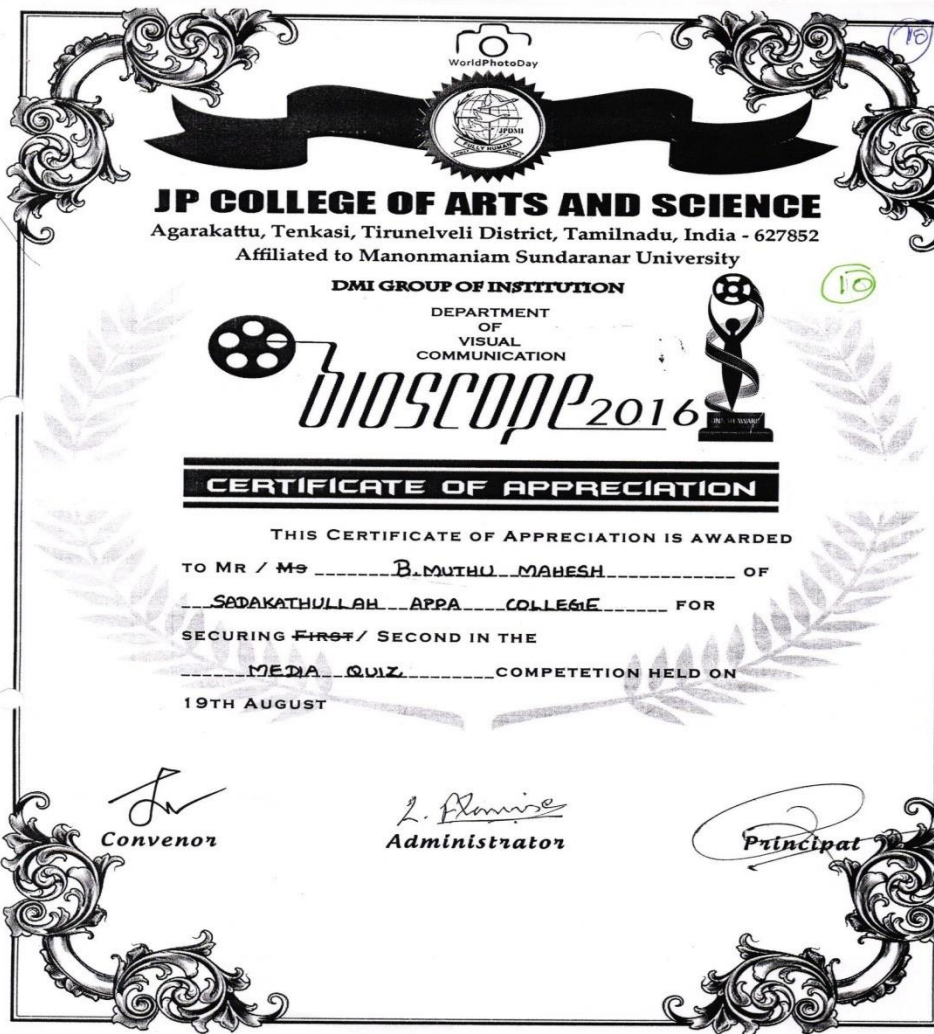 10
WorldPhotoDay
JPDMI
FULLY HUMAN
JP COLLEGE OF ARTS AND SCIENCE
Agarakattu, Tenkasi, Tirunelveli District, Tamilnadu, India - 627852
Affiliated to Manonmaniam Sundaranar University
DMI GROUP OF INSTITUTION
10
DEPARTMENT
OF
VISUAL
COMMUNICATION
bioscope 2016
CERTIFICATE OF APPRECIATION
THIS CERTIFICATE OF APPRECIATION IS AWARDED
TO MR / MS B.MUTHU MAHESH OF
SADAKATHULLAH APPA COLLEGE FOR
SECURING FIRST / SECOND IN THE
MEDIA QUIZ COMPETETION HELD ON
19TH AUGUST
Convenor
Administrator
Principal